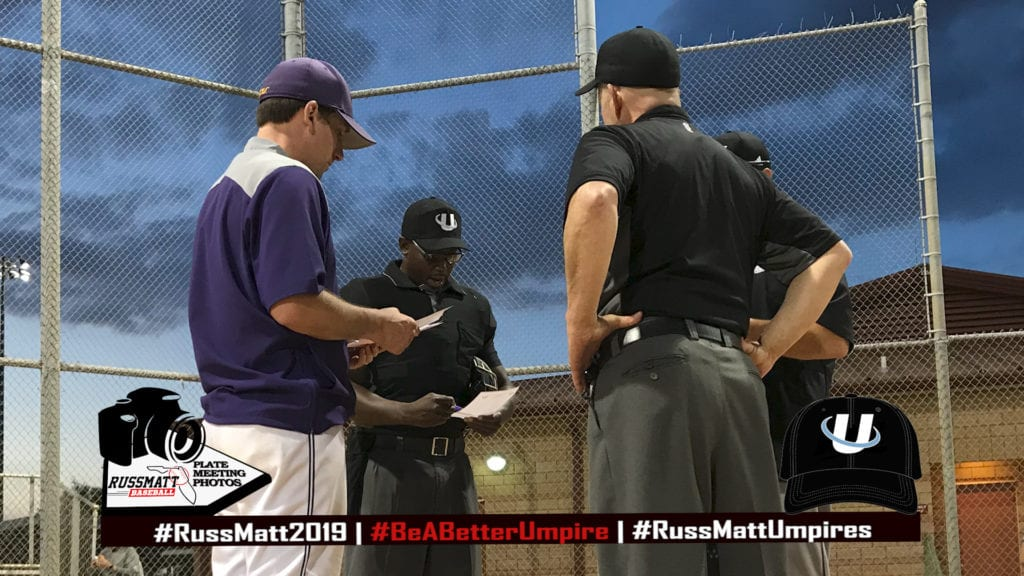 U
U
RUSSMATT
BASEBALL
PLATE
MEETING
PHOTOS
#RussMatt2019 | #BeABetterUmpire | #RussMattUmpires